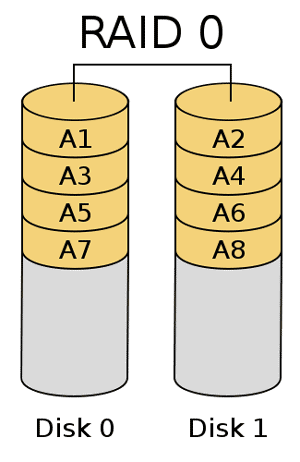 RAID 0
A1 A2
A3 A4
A5 A6
A7 A8
Disk 0 Disk 1